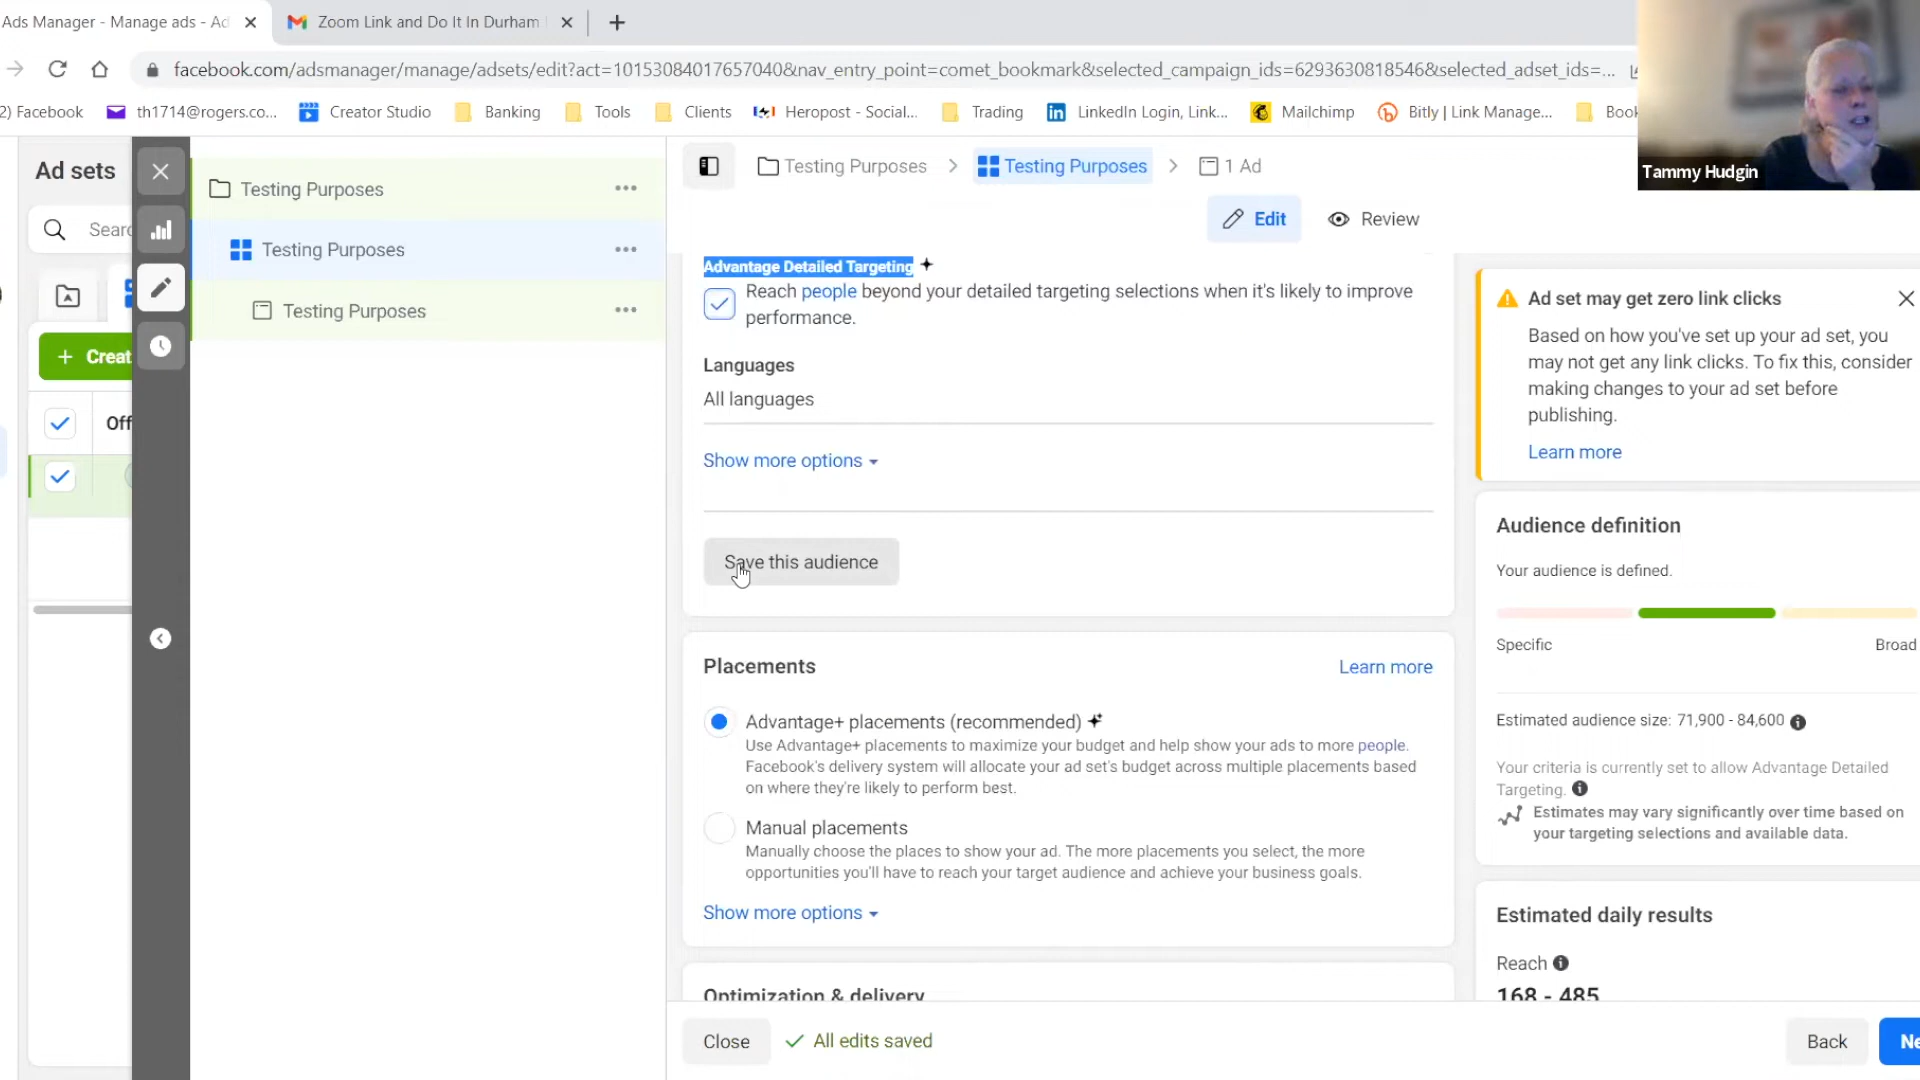 Ads Manager - Manage ads - Ad
Zoom Link and Do It In Durham
facebook.com/adsmanager/manage/adsets/edit?act=10153084017657040&nav_entry_point=comet_bookmark&selected_campaign_ids=6293630818546&selected_adset_ids=...
2) Facebook
th1714@rogers.co...
Creator Studio
Banking
Tools
Clients
Heropost - Social...
Trading
LinkedIn Login, Link...
Mailchimp
Bitly | Link Manage...
Book
Tammy Hudgin
Ad sets
Testing Purposes
Testing Purposes
Testing Purposes
Testing Purposes
Testing Purposes
1 Ad
Edit
Review
Sear
Creat
Off
Advantage Detailed Targeting
Reach people beyond your detailed targeting selections when it's likely to improve
performance.
Languages
All languages
Show more options
Save this audience
Placements
Learn more
Advantage+ placements (recommended)
Use Advantage+ placements to maximize your budget and help show your ads to more people.
Facebook's delivery system will allocate your ad set's budget across multiple placements based
on where they're likely to perform best.
Manual placements
Manually choose the places to show your ad. The more placements you select, the more
opportunities you'll have to reach your target audience and achieve your business goals.
Show more options
Optimization & delivery
Close
All edits saved
Back
Ne
Ad set may get zero link clicks
Based on how you've set up your ad set, you
may not get any link clicks. To fix this, consider
making changes to your ad set before
publishing.
Learn more
Audience definition
Your audience is defined.
Specific
Broad
Estimated audience size: 71,900 - 84,600
Your criteria is currently set to allow Advantage Detailed
Targeting.
Estimates may vary significantly over time based on
your targeting selections and available data.
Estimated daily results
Reach
168 - 485